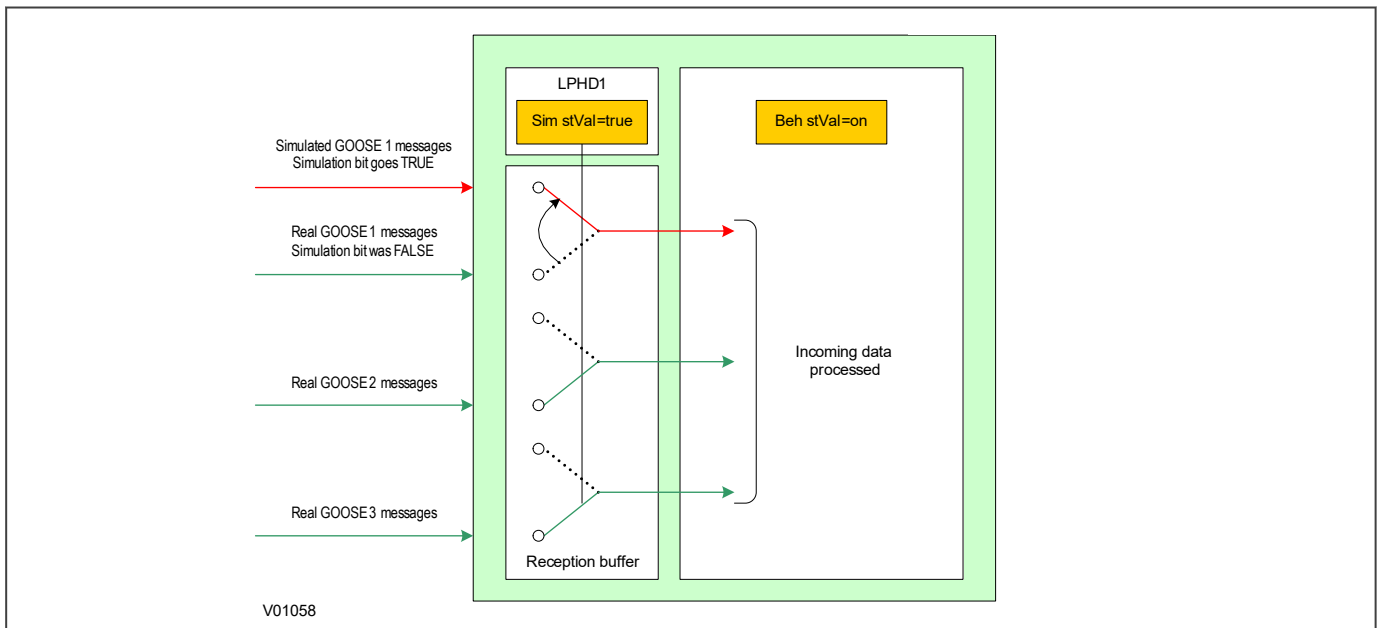 LPHD1
Sim stVal=true
Beh stVal=on
Simulated GOOSE 1 messages
Simulation bit goes TRUE
Real GOOSE 1 messages
Simulation bit was FALSE
Real GOOSE 2 messages
Incoming data
processed
Real GOOSE 3 messages
Reception buffer
V01058